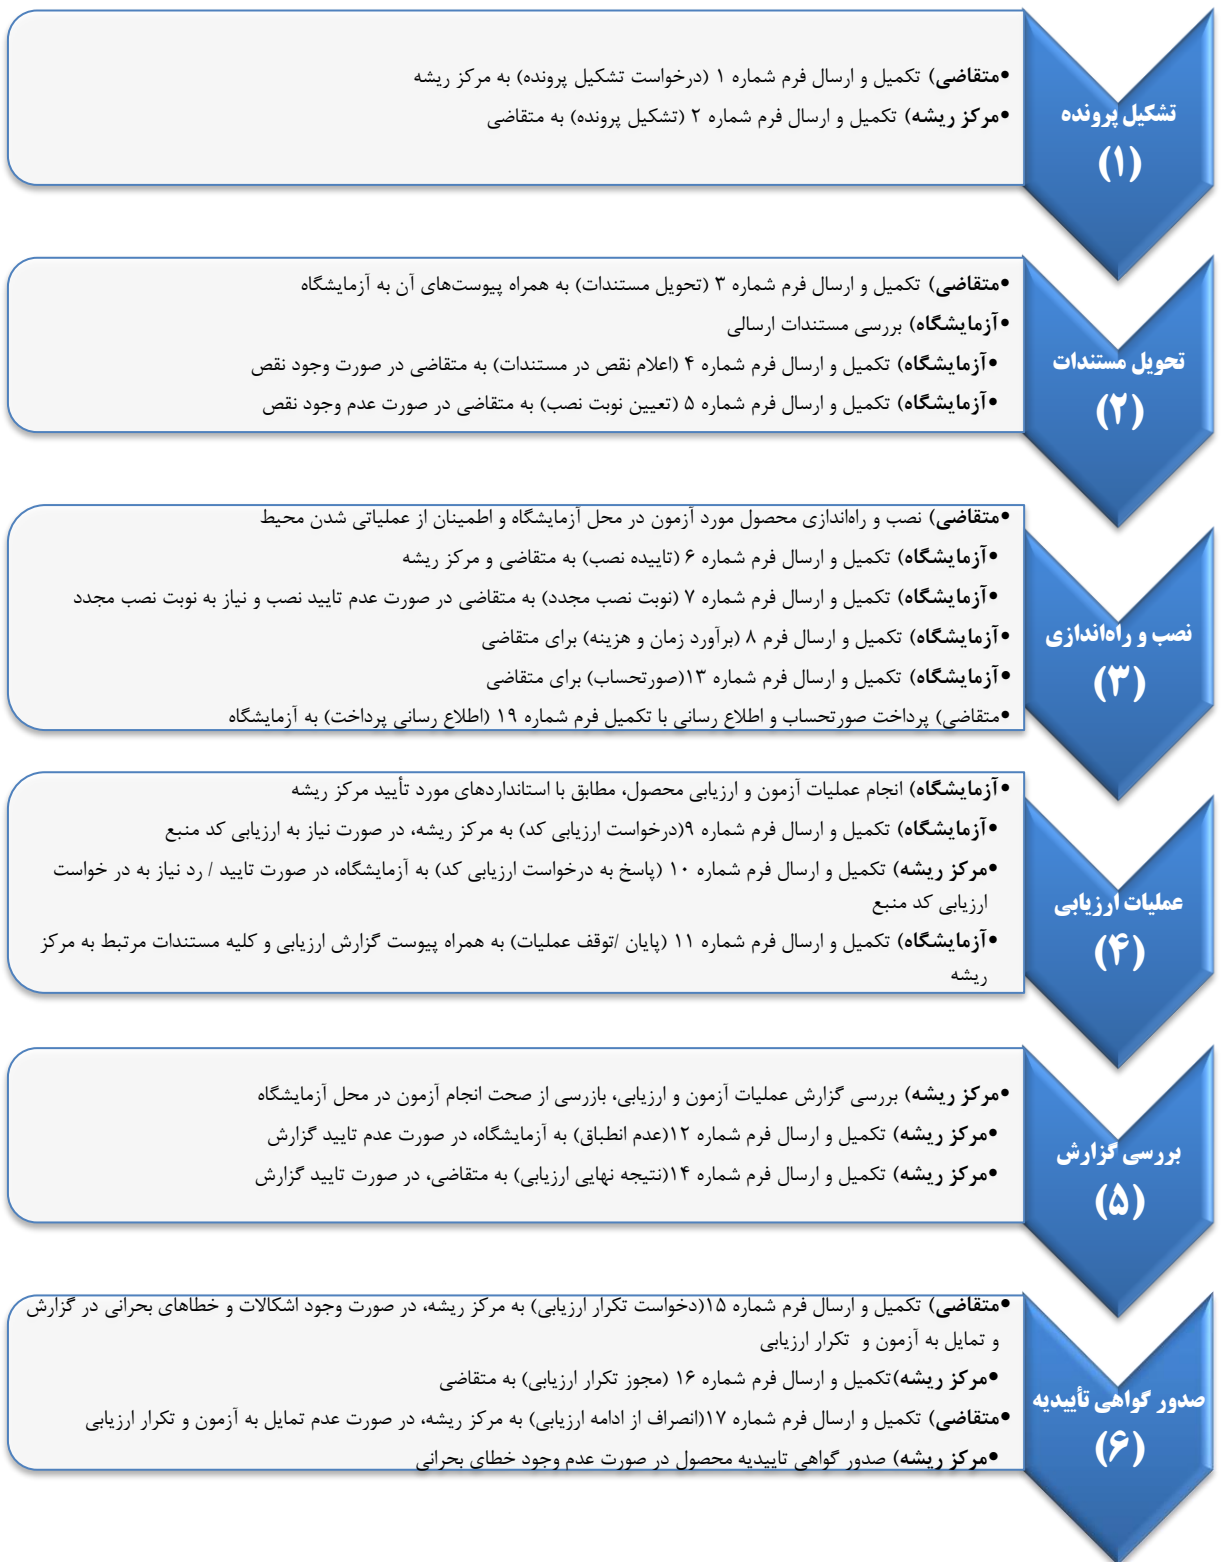 تشکیل پرونده
(۱)
•متقاضی) تکمیل و ارسال فرم شماره ۱ (درخواست تشکیل پرونده) به مرکز ریشه
•مرکز ریشه) تکمیل و ارسال فرم شماره ۲ (تشکیل پرونده) به متقاضی
تحویل مستندات
(۲)
•متقاضی) تکمیل و ارسال فرم شماره ۳ (تحویل مستندات) به همراه پیوست‌های آن به آزمایشگاه
•آزمایشگاه) بررسی مستندات ارسالی
•آزمایشگاه) تکمیل و ارسال فرم شماره ۴ (اعلام نقص در مستندات) به متقاضی در صورت وجود نقص
•آزمایشگاه) تکمیل و ارسال فرم شماره ۵ (تعیین نوبت نصب) به متقاضی در صورت عدم وجود نقص
نصب و راه‌اندازی
(۳)
•متقاضی) نصب و راه‌اندازی محصول مورد آزمون در محل آزمایشگاه و اطمینان از عملیاتی شدن محیط
•آزمایشگاه) تکمیل و ارسال فرم شماره ۶ (تاییده نصب) به متقاضی و مرکز ریشه
•آزمایشگاه) تکمیل و ارسال فرم شماره ۷ (نوبت نصب مجدد) به متقاضی در صورت عدم تایید نصب و نیاز به نوبت نصب مجدد
•آزمایشگاه) تکمیل و ارسال فرم ۸ (برآورد زمان و هزینه) برای متقاضی
•آزمایشگاه) تکمیل و ارسال فرم شماره ۱۳(صورتحساب) برای متقاضی
•متقاضی) پرداخت صورتحساب و اطلاع رسانی با تکمیل فرم شماره ۱۹ (اطلاع رسانی پرداخت) به آزمایشگاه
عملیات ارزیابی
(۴)
•آزمایشگاه) انجام عملیات آزمون و ارزیابی محصول، مطابق با استانداردهای مورد تأیید مرکز ریشه
•آزمایشگاه) تکمیل و ارسال فرم شماره ۹(درخواست ارزیابی کد) به مرکز ریشه، در صورت نیاز به ارزیابی کد منبع
•مرکز ریشه) تکمیل و ارسال فرم شماره ۱۰ (پاسخ به درخواست ارزیابی کد) به آزمایشگاه، در صورت تایید / رد نیاز به در خواست
ارزیابی کد منبع
•آزمایشگاه) تکمیل و ارسال فرم شماره ۱۱ (پایان /توقف عملیات) به همراه پیوست گزارش ارزیابی و کلیه مستندات مرتبط به مرکز
ریشه
بررسی گزارش
(۵)
•مرکز ریشه) بررسی گزارش عملیات آزمون و ارزیابی، بازرسی از صحت انجام آزمون در محل آزمایشگاه
•مرکز ریشه) تکمیل و ارسال فرم شماره ۱۲(عدم انطباق) به آزمایشگاه، در صورت عدم تایید گزارش
•مرکز ریشه) تکمیل و ارسال فرم شماره ۱۴(نتیجه نهایی ارزیابی) به متقاضی، در صورت تایید گزارش
صدور گواهی تأییدیه
(۶)
•متقاضی) تکمیل و ارسال فرم شماره ۱۵(دخواست تکرار ارزیابی) به مرکز ریشه، در صورت وجود اشکالات و خطاهای بحرانی در گزارش
و تمایل به آزمون و تکرار ارزیابی
•مرکز ریشه)تکمیل و ارسال فرم شماره ۱۶ (مجوز تکرار ارزیابی) به متقاضی
•متقاضی) تکمیل و ارسال فرم شماره ۱۷(انصراف از ادامه ارزیابی) به مرکز ریشه، در صورت عدم تمایل به آزمون و تکرار ارزیابی
•مرکز ریشه) صدور گواهی تاییدیه محصول در صورت عدم وجود خطای بحرانی